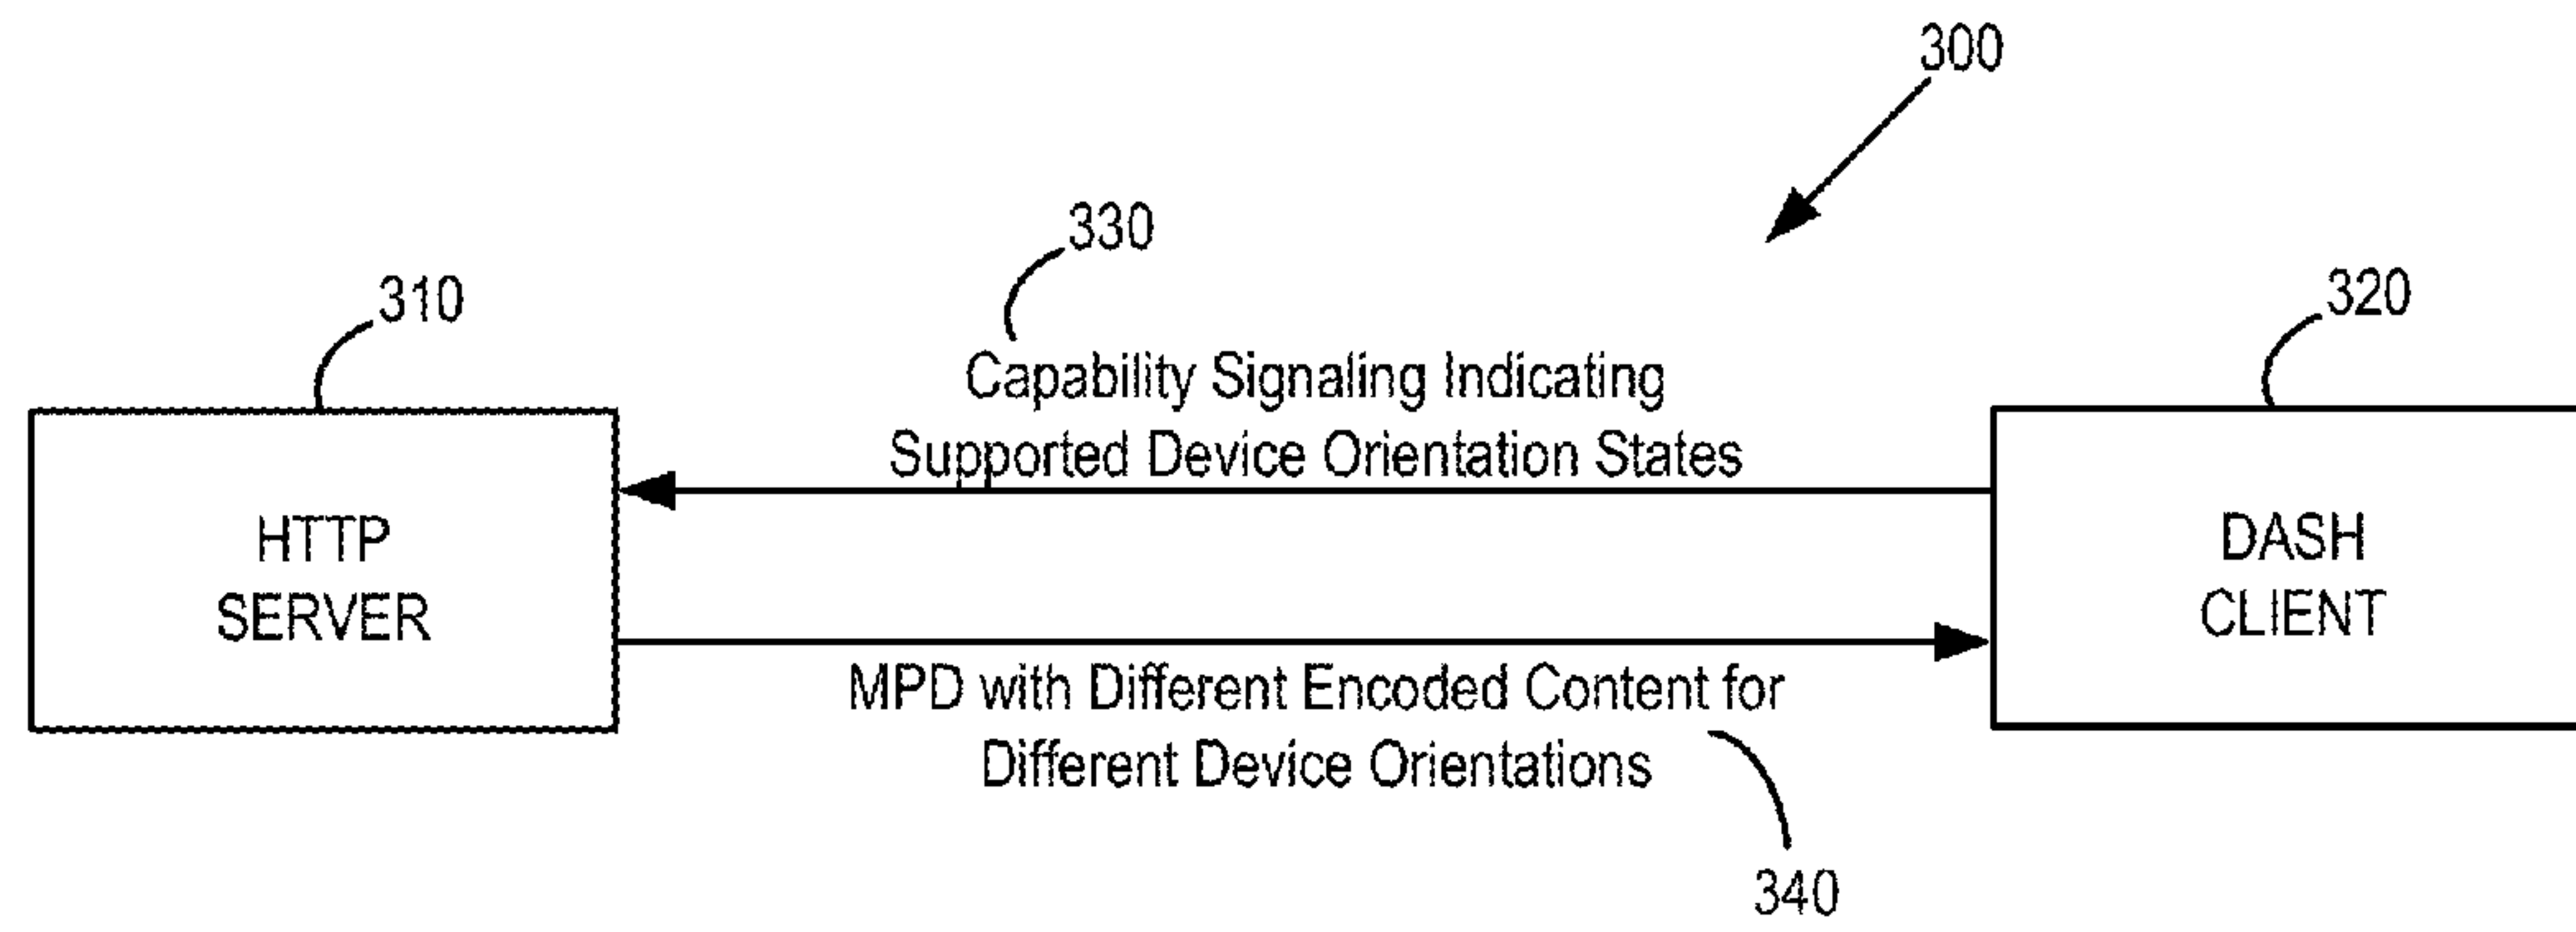 300
330
310
320
Capability Signaling Indicating
Supported Device Orientation States
HTTP
SERVER
DASH
CLIENT
MPD with Different Encoded Content for
Different Device Orientations
340